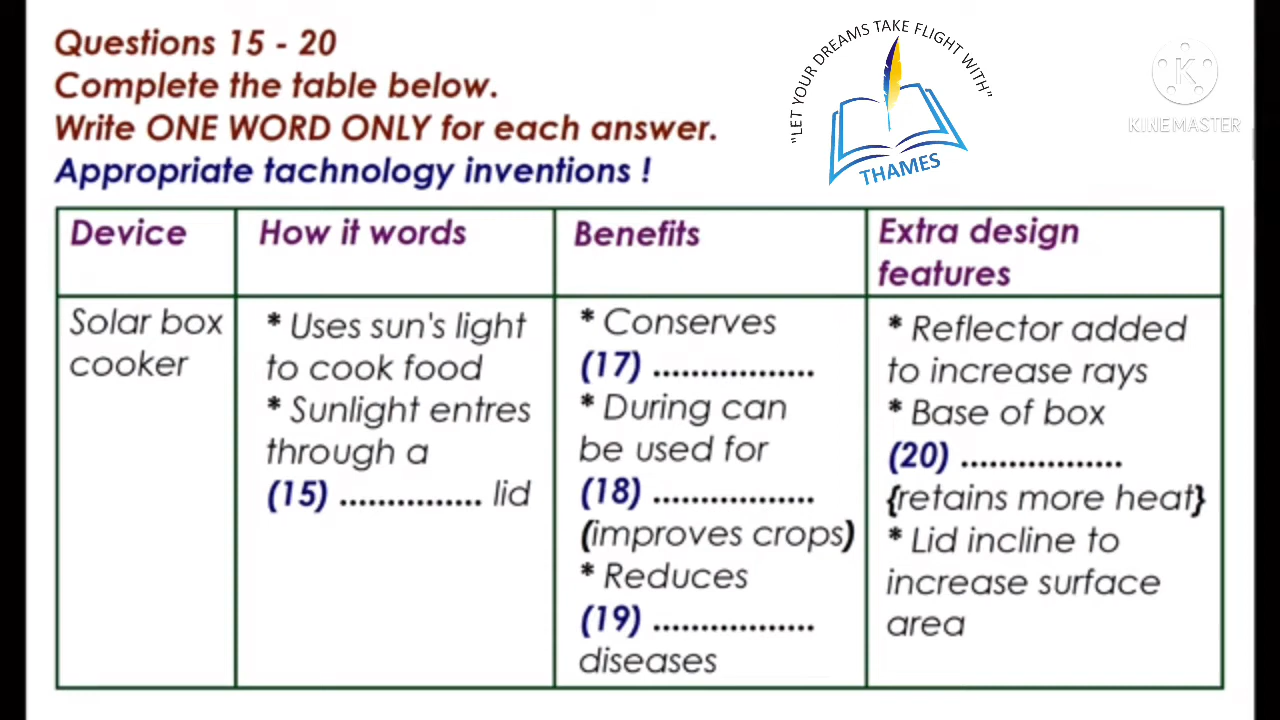 Questions 15 - 20
Complete the table below.
Write ONE WORD ONLY for each answer.
Appropriate tachnology inventions !
"LET YOUR DREAMS TAKE FLIGHT WITH"
THAMES
K
KINEMASTER
Device
How it words
Benefits
Extra design
features
Solar box
cooker
* Uses sun's light
to cook food
* Sunlight entres
through a
(15) ............... lid
* Conserves
(17) .................
* During can
be used for
(18) .................
(improves crops)
* Reduces
(19) .................
diseases
* Reflector added
to increase rays
* Base of box
(20) .................
{retains more heat}
* Lid incline to
increase surface
area